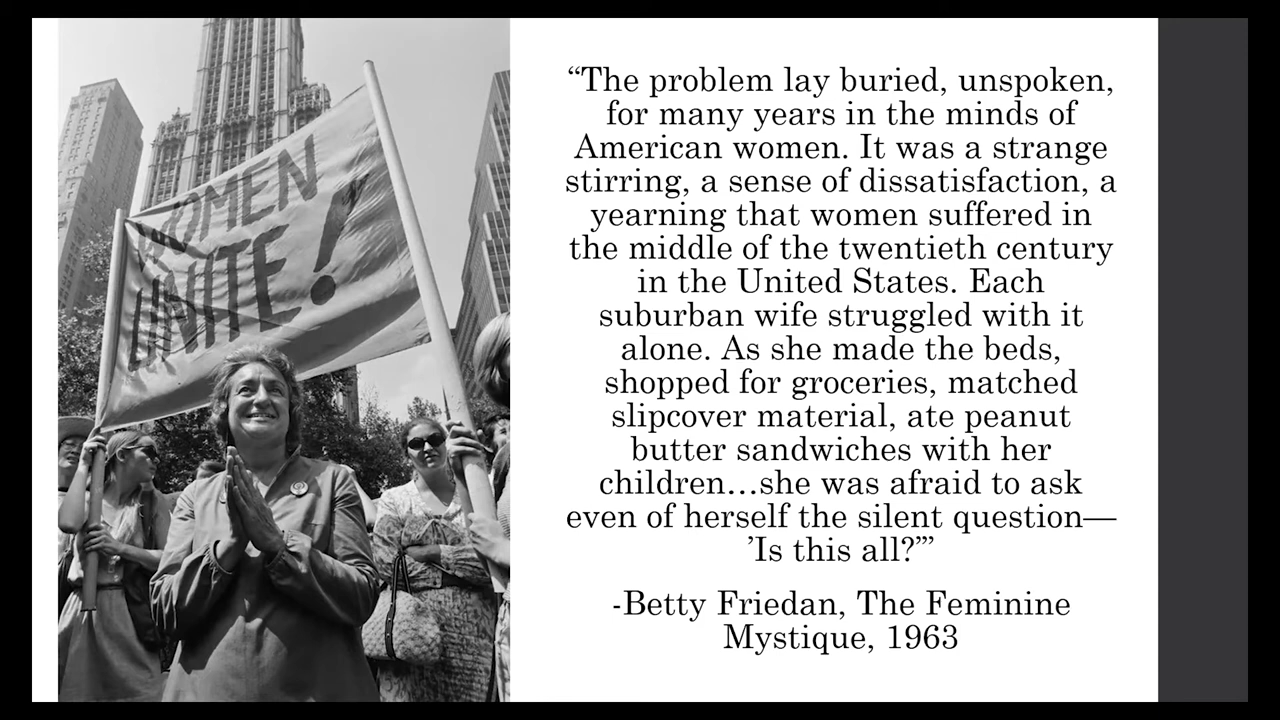 WOMEN
UNITE!
“The problem lay buried, unspoken,
for many years in the minds of
American women. It was a strange
stirring, a sense of dissatisfaction, a
yearning that women suffered in
the middle of the twentieth century
in the United States. Each
suburban wife struggled with it
alone. As she made the beds,
shopped for groceries, matched
slipcover material, ate peanut
butter sandwiches with her
children…she was afraid to ask
even of herself the silent question—
’Is this all?’”
-Betty Friedan, The Feminine
Mystique, 1963